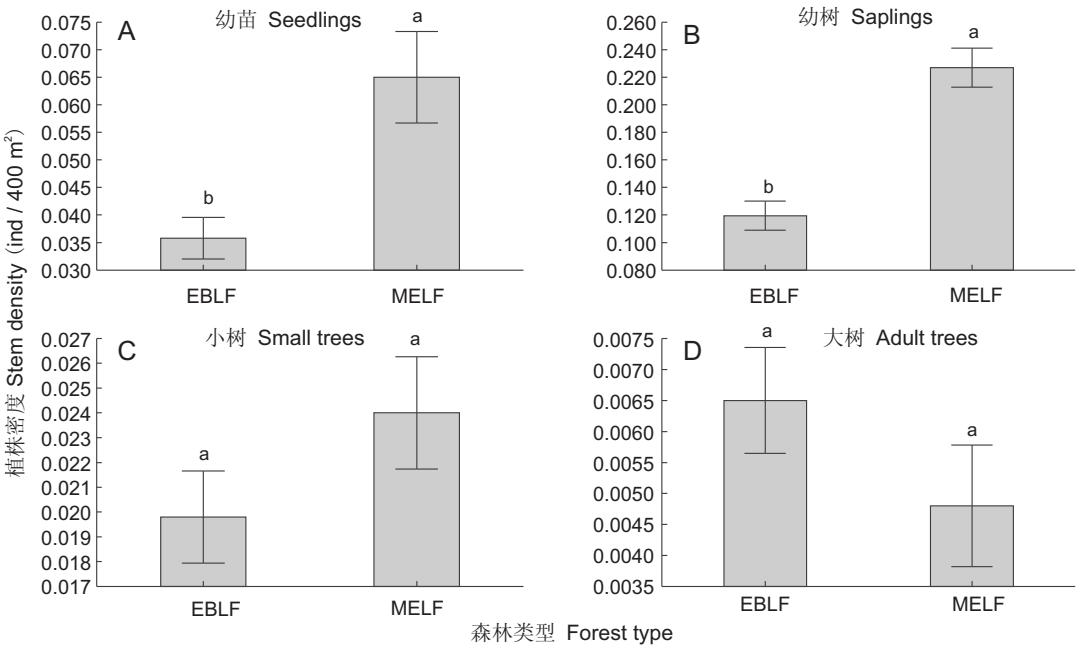 植株密度 Stem density (ind / 400 m²)
A
幼苗 Seedlings
0.075
0.070
0.065
0.060
0.055
0.050
0.045
0.040
0.035
0.030
b
a
EBLF
MELF
B
幼树 Saplings
0.260
0.240
0.220
0.200
0.180
0.160
0.140
0.120
0.100
0.080
b
a
EBLF
MELF
C
小树 Small trees
0.027
0.026
0.025
0.024
0.023
0.022
0.021
0.020
0.019
0.018
0.017
a
a
EBLF
MELF
D
大树 Adult trees
0.0075
0.0070
0.0065
0.0060
0.0055
0.0050
0.0045
0.0040
0.0035
a
a
EBLF
MELF
森林类型 Forest type